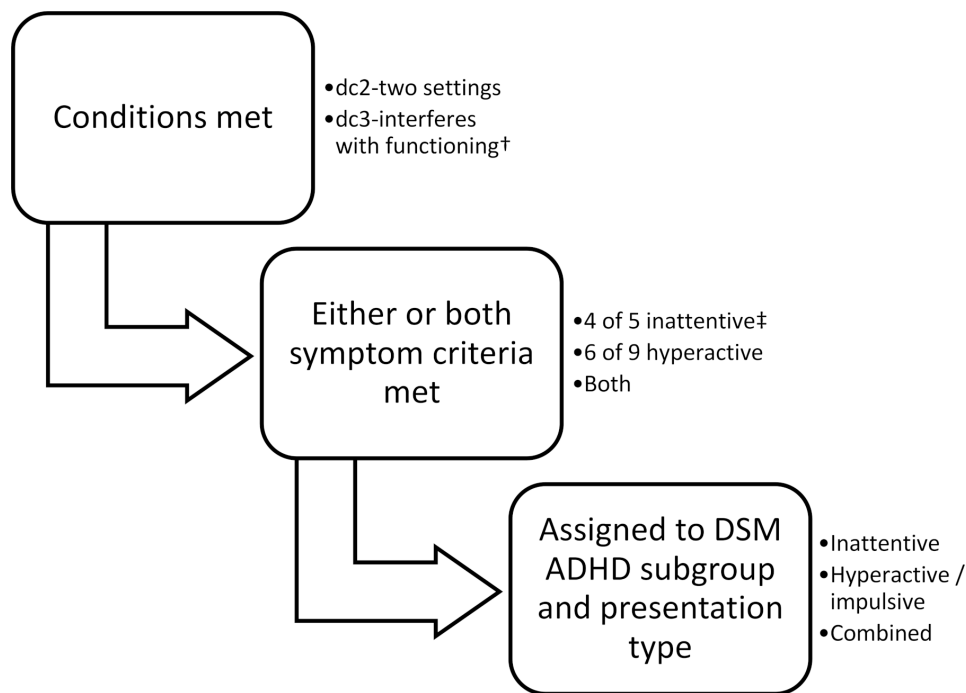 Conditions met
•dc2-two settings
•dc3-interferes
with functioning†
Either or both
symptom criteria
met
•4 of 5 inattentive‡
•6 of 9 hyperactive
•Both
Assigned to DSM
ADHD subgroup
and presentation
type
•Inattentive
•Hyperactive /
impulsive
•Combined